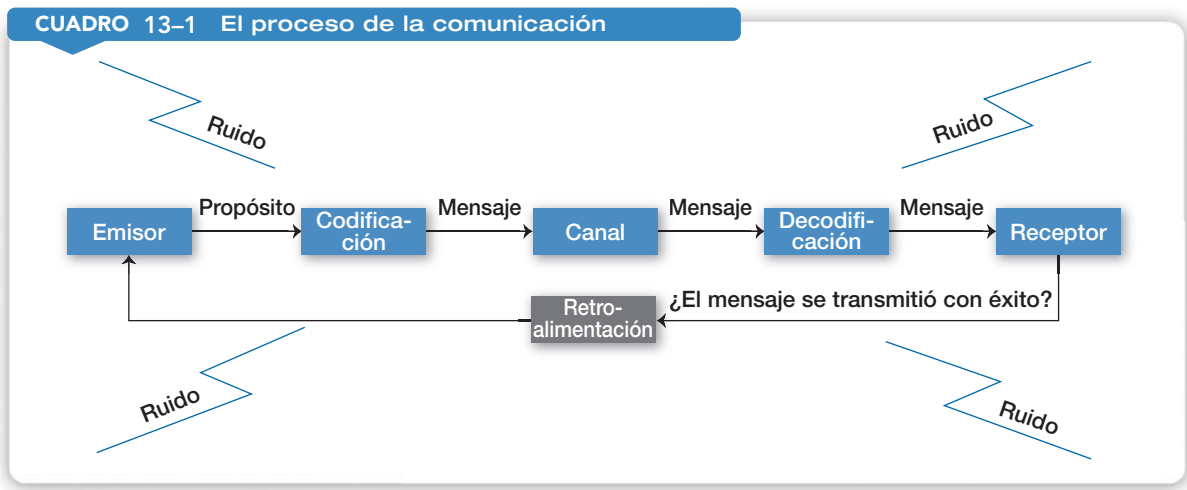 CUADRO 13–1 El proceso de la comunicación
Ruido
Ruido
Propósito
Mensaje
Mensaje
Mensaje
Emisor
Codifica-
ción
Canal
Decodifi-
cación
Receptor
¿El mensaje se transmitió con éxito?
Retro-
alimentación
Ruido
Ruido